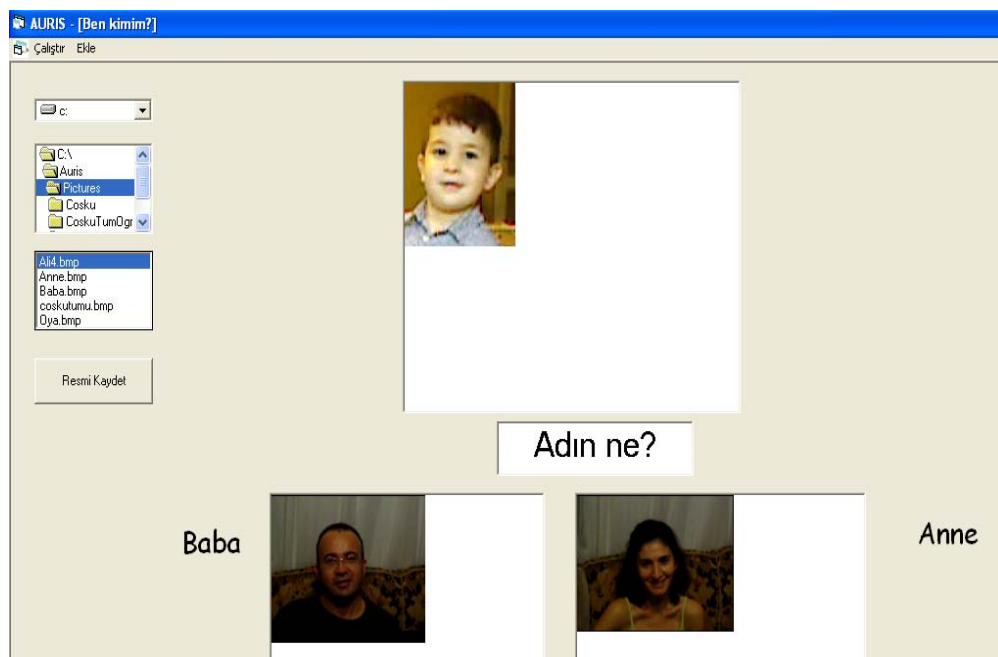 AURIS - [Ben kimim?]
Çalıştır Ekle
c:
C:\
Auris
Pictures
Cosku
CoskuTumOgr
Ali4.bmp
Anne.bmp
Baba.bmp
coskutumu.bmp
Oya.bmp
Resmi Kaydet
Adın ne?
Baba
Anne